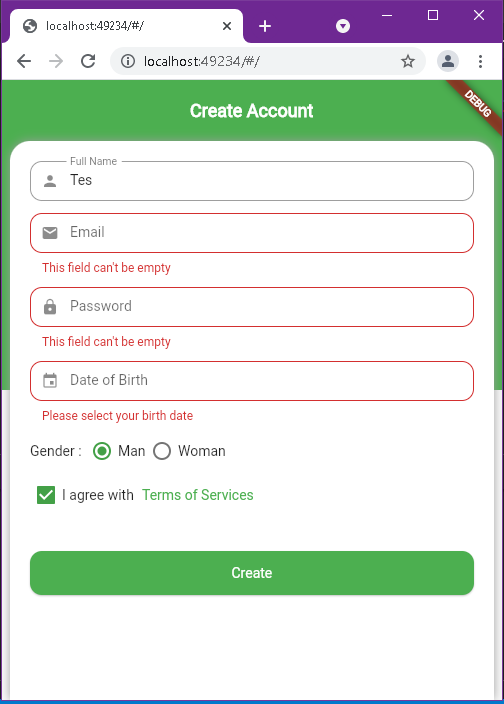 localhost:49234/#/
localhost:49234/#/
DEBUG
Create Account
Full Name
Tes
Email
This field can't be empty
Password
This field can't be empty
Date of Birth
Please select your birth date
Gender : Man Woman
I agree with Terms of Services
Create